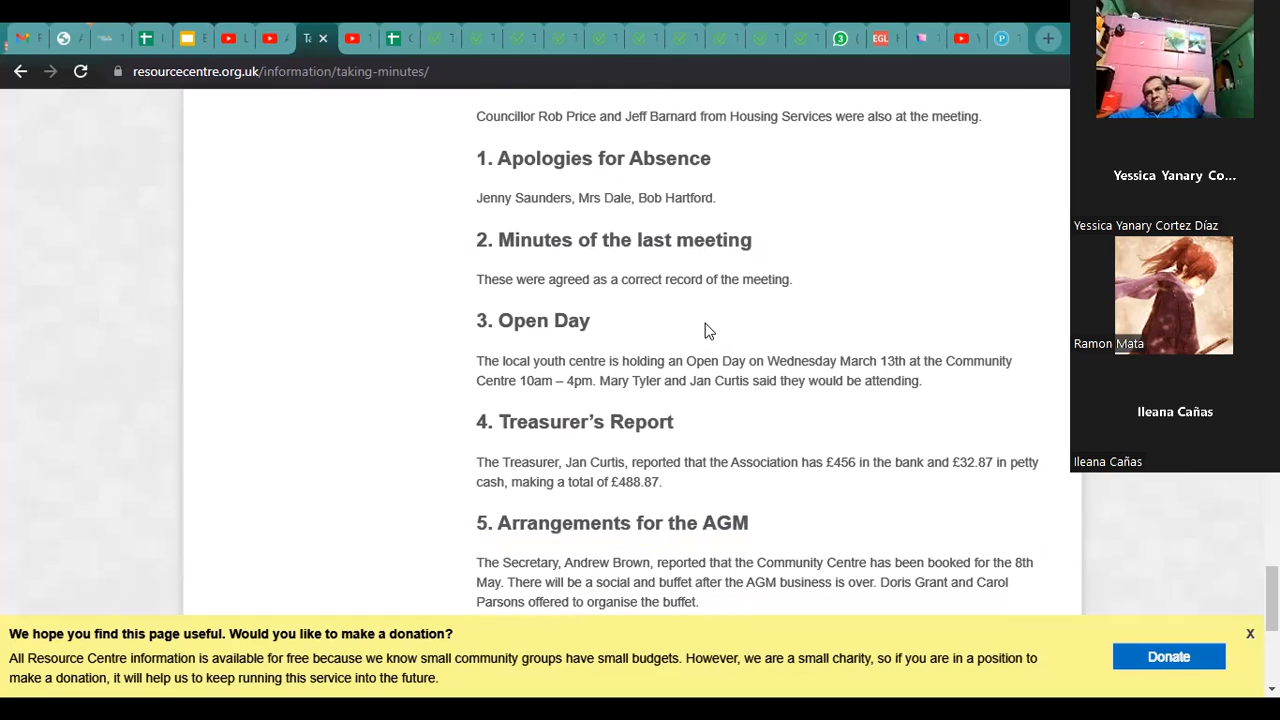 Ta
3
EGL
resourcecentre.org.uk/information/taking-minutes/
Councillor Rob Price and Jeff Barnard from Housing Services were also at the meeting.
1. Apologies for Absence
Jenny Saunders, Mrs Dale, Bob Hartford.
2. Minutes of the last meeting
These were agreed as a correct record of the meeting.
3. Open Day
The local youth centre is holding an Open Day on Wednesday March 13th at the Community
Centre 10am – 4pm. Mary Tyler and Jan Curtis said they would be attending.
4. Treasurer's Report
The Treasurer, Jan Curtis, reported that the Association has £456 in the bank and £32.87 in petty
cash, making a total of £488.87.
5. Arrangements for the AGM
The Secretary, Andrew Brown, reported that the Community Centre has been booked for the 8th
May. There will be a social and buffet after the AGM business is over. Doris Grant and Carol
Parsons offered to organise the buffet.
We hope you find this page useful. Would you like to make a donation?
X
All Resource Centre information is available for free because we know small community groups have small budgets. However, we are a small charity, so if you are in a position to
make a donation, it will help us to keep running this service into the future.
Donate
Yessica Yanary Co...
Yessica Yanary Cortez Díaz
Ramon Mata
Ileana Cañas
Ileana Cañas